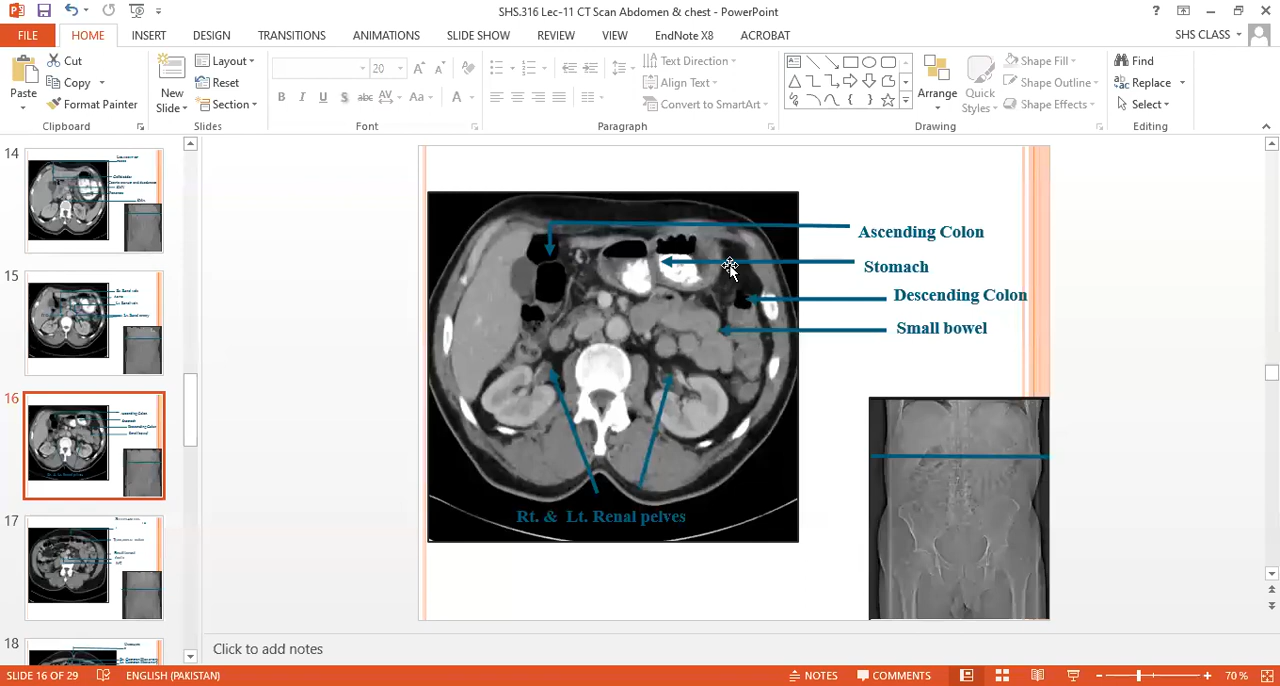 SHS.316 Lec-11 CT Scan Abdomen & chest - PowerPoint
FILE HOME INSERT DESIGN TRANSITIONS ANIMATIONS SLIDE SHOW REVIEW VIEW EndNote X8 ACROBAT SHS CLASS
Paste
Cut
Copy
Format Painter
Clipboard
New
Slide
Layout
Reset
Section
Slides
20
Font
Paragraph
Text Direction
Align Text
Convert to SmartArt
Drawing
Arrange
Quick
Styles
Shape Fill
Shape Outline
Shape Effects
Find
Replace
Select
Editing
14
15
16
17
18
Ascending Colon
Stomach
Descending Colon
Small bowel
Rt. & Lt. Renal pelves
Click to add notes
SLIDE 16 OF 29 ENGLISH (PAKISTAN) NOTES COMMENTS 70 %